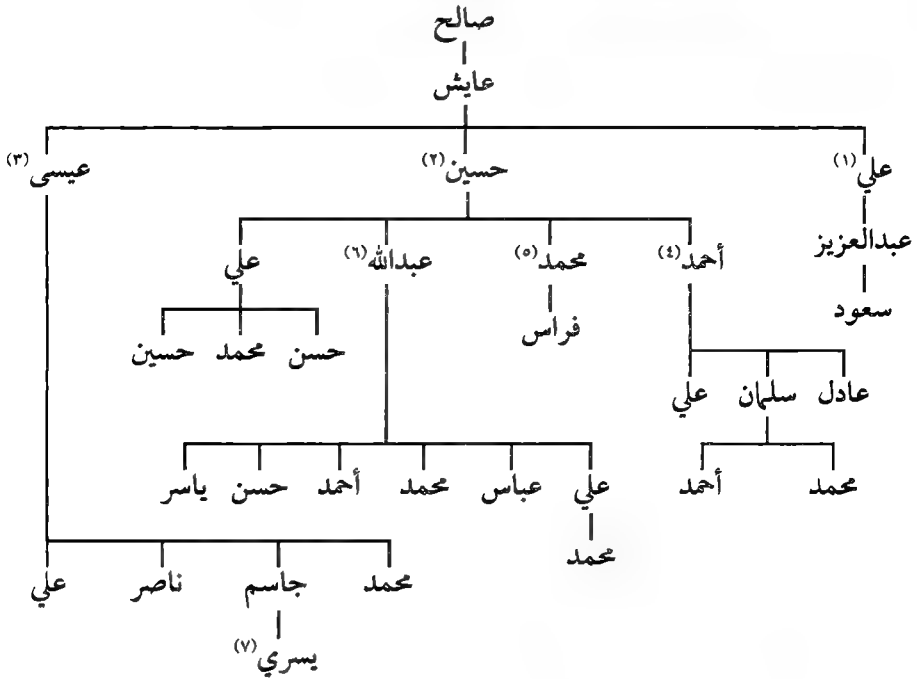 صالح
عايش
علي(١) حسين(٢) عيسى(٣)
عبدالعزيز أحمد(٤) محمد(٥) عبدالله(٦) علي
سعود فراس حسن محمد حسين
عادل سلمان علي
محمد أحمد علي عباس محمد أحمد حسن ياسر
محمد
محمد جاسم ناصر علي
يسري(٧)